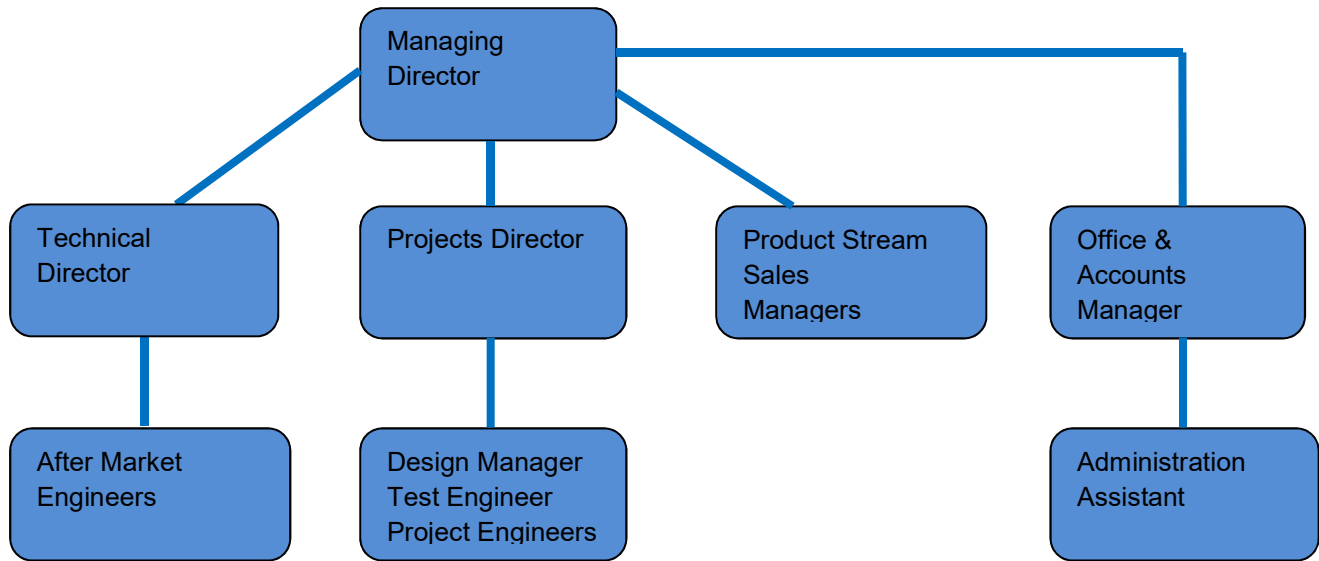 Managing
Director
Technical
Director
Projects Director
Product Stream
Sales
Managers
Office &
Accounts
Manager
After Market
Engineers
Design Manager
Test Engineer
Project Engineers
Administration
Assistant